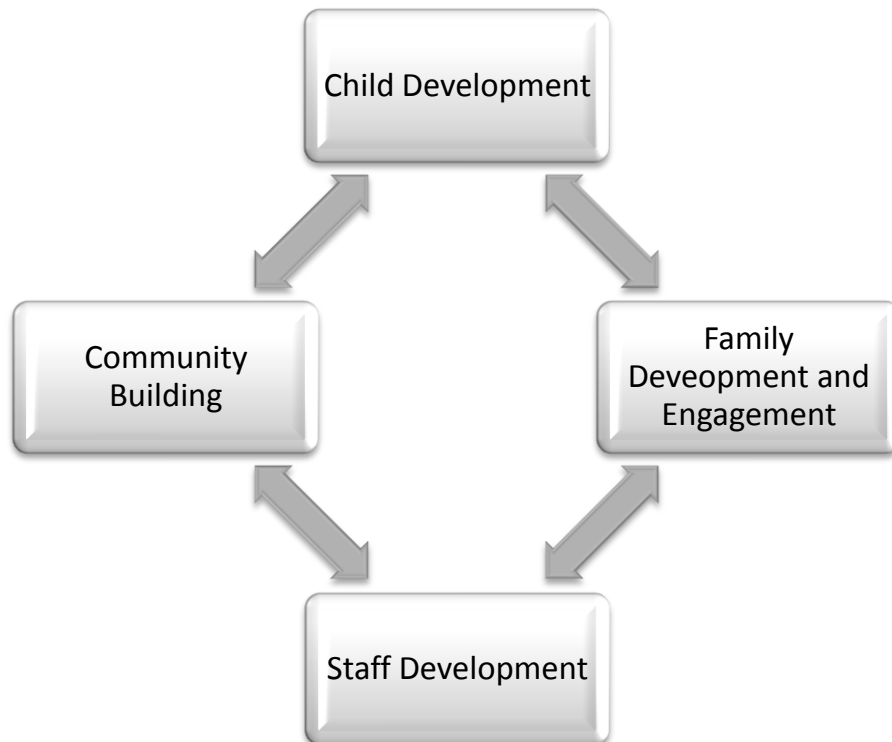 Child Development
Community
Building
Family
Deveopment and
Engagement
Staff Development